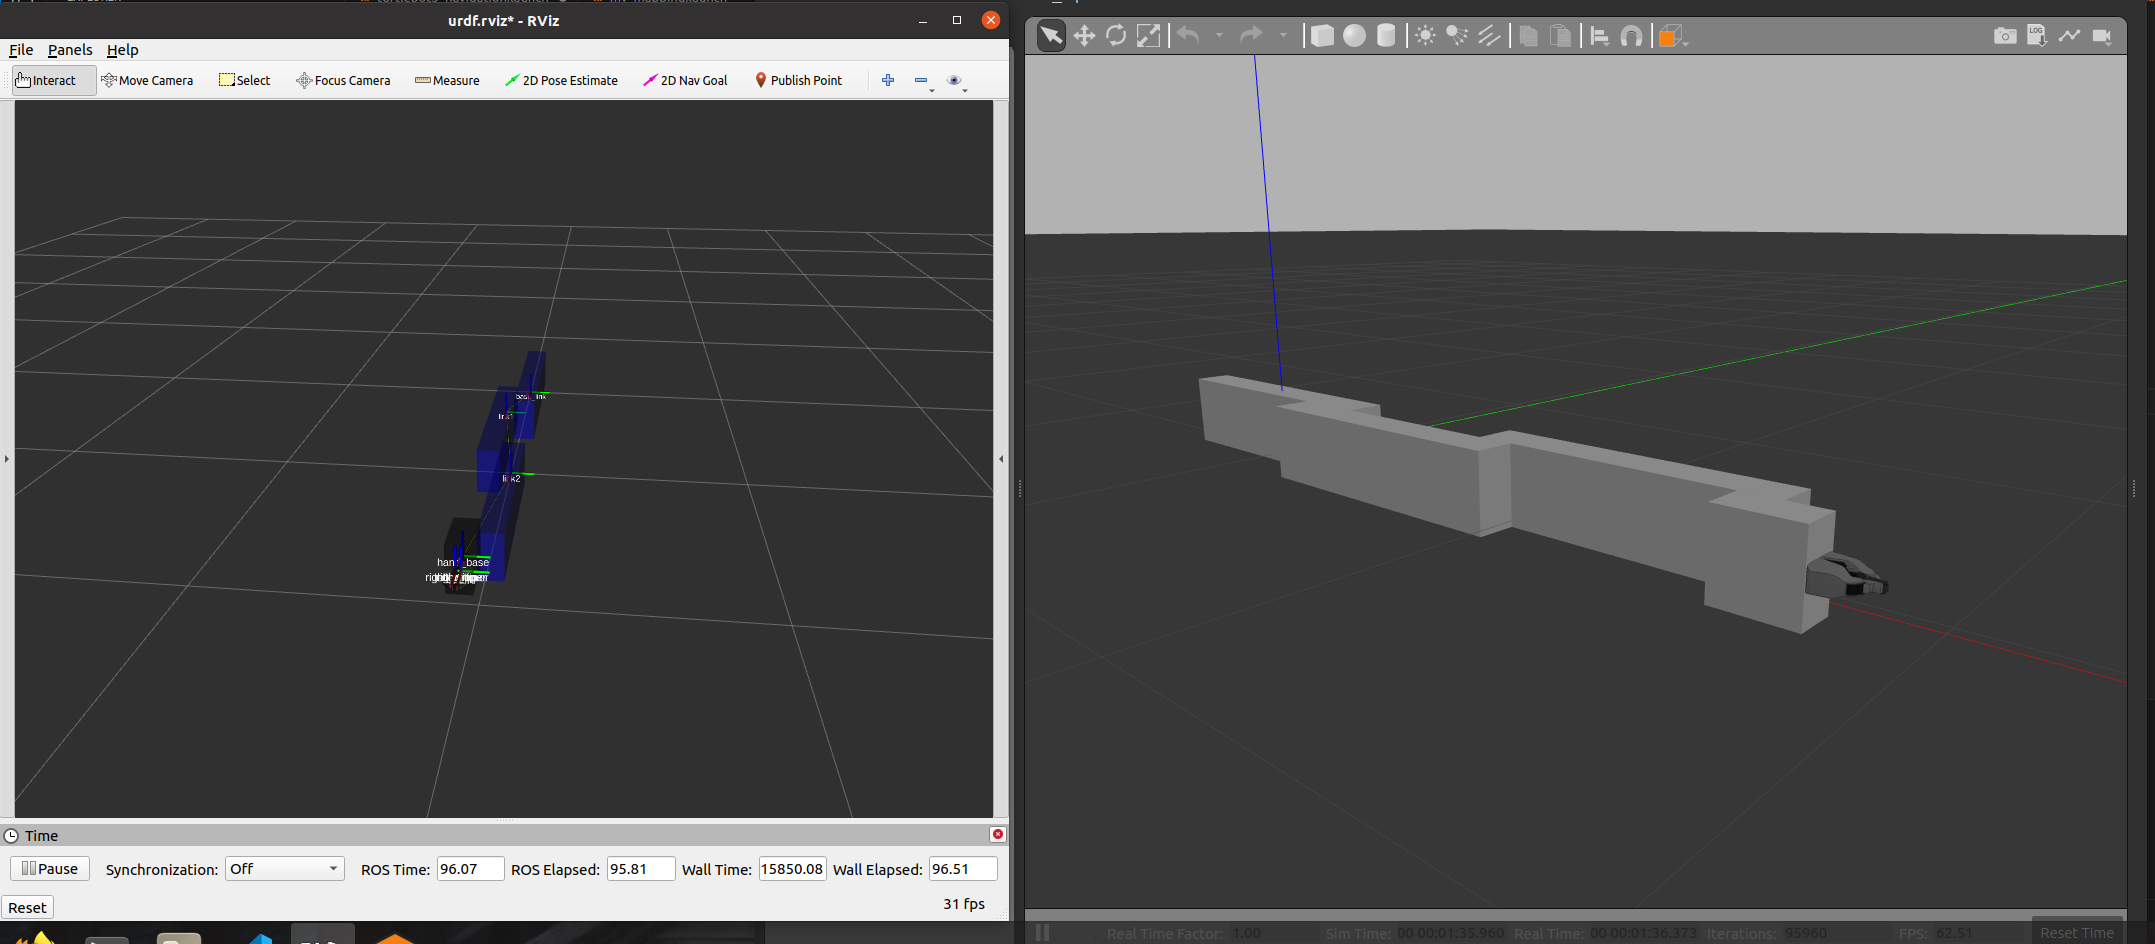 urdf.rviz* - RViz
File Panels Help
Interact Move Camera Select Focus Camera Measure 2D Pose Estimate 2D Nav Goal Publish Point
LOG
base_link
link1
link2
hand_base
Time
Pause Synchronization: Off ROS Time: 96.07 ROS Elapsed: 95.81 Wall Time: 15850.08 Wall Elapsed: 96.51
Reset 31 fps
Real Time Factor: 1.00 Sim Time: 00 00:01:35.960 Real Time: 00 00:01:36.373 Iterations: 95960 FPS: 62.51 Reset Time